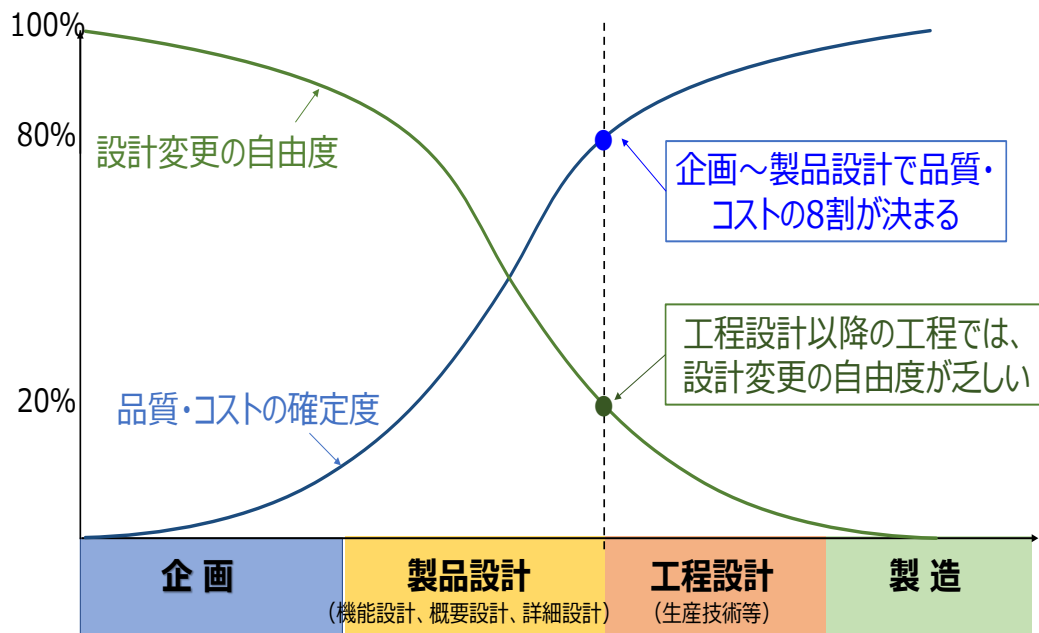 100%
80%
設計変更の自由度
企画～製品設計で品質・
コストの8割が決まる
工程設計以降の工程では、
設計変更の自由度が乏しい
20%
品質・コストの確定度
企 画
製品設計
（機能設計、概要設計、詳細設計）
工程設計
（生産技術等）
製 造